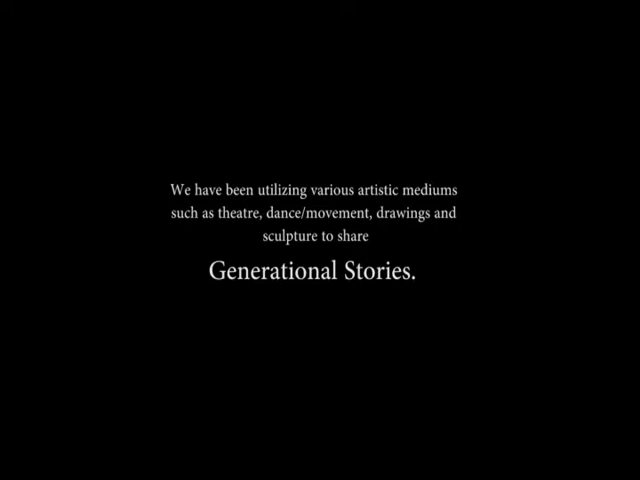 We have been utilizing various artistic mediums
such as theatre, dance/movement, drawings and
sculpture to share
Generational Stories.